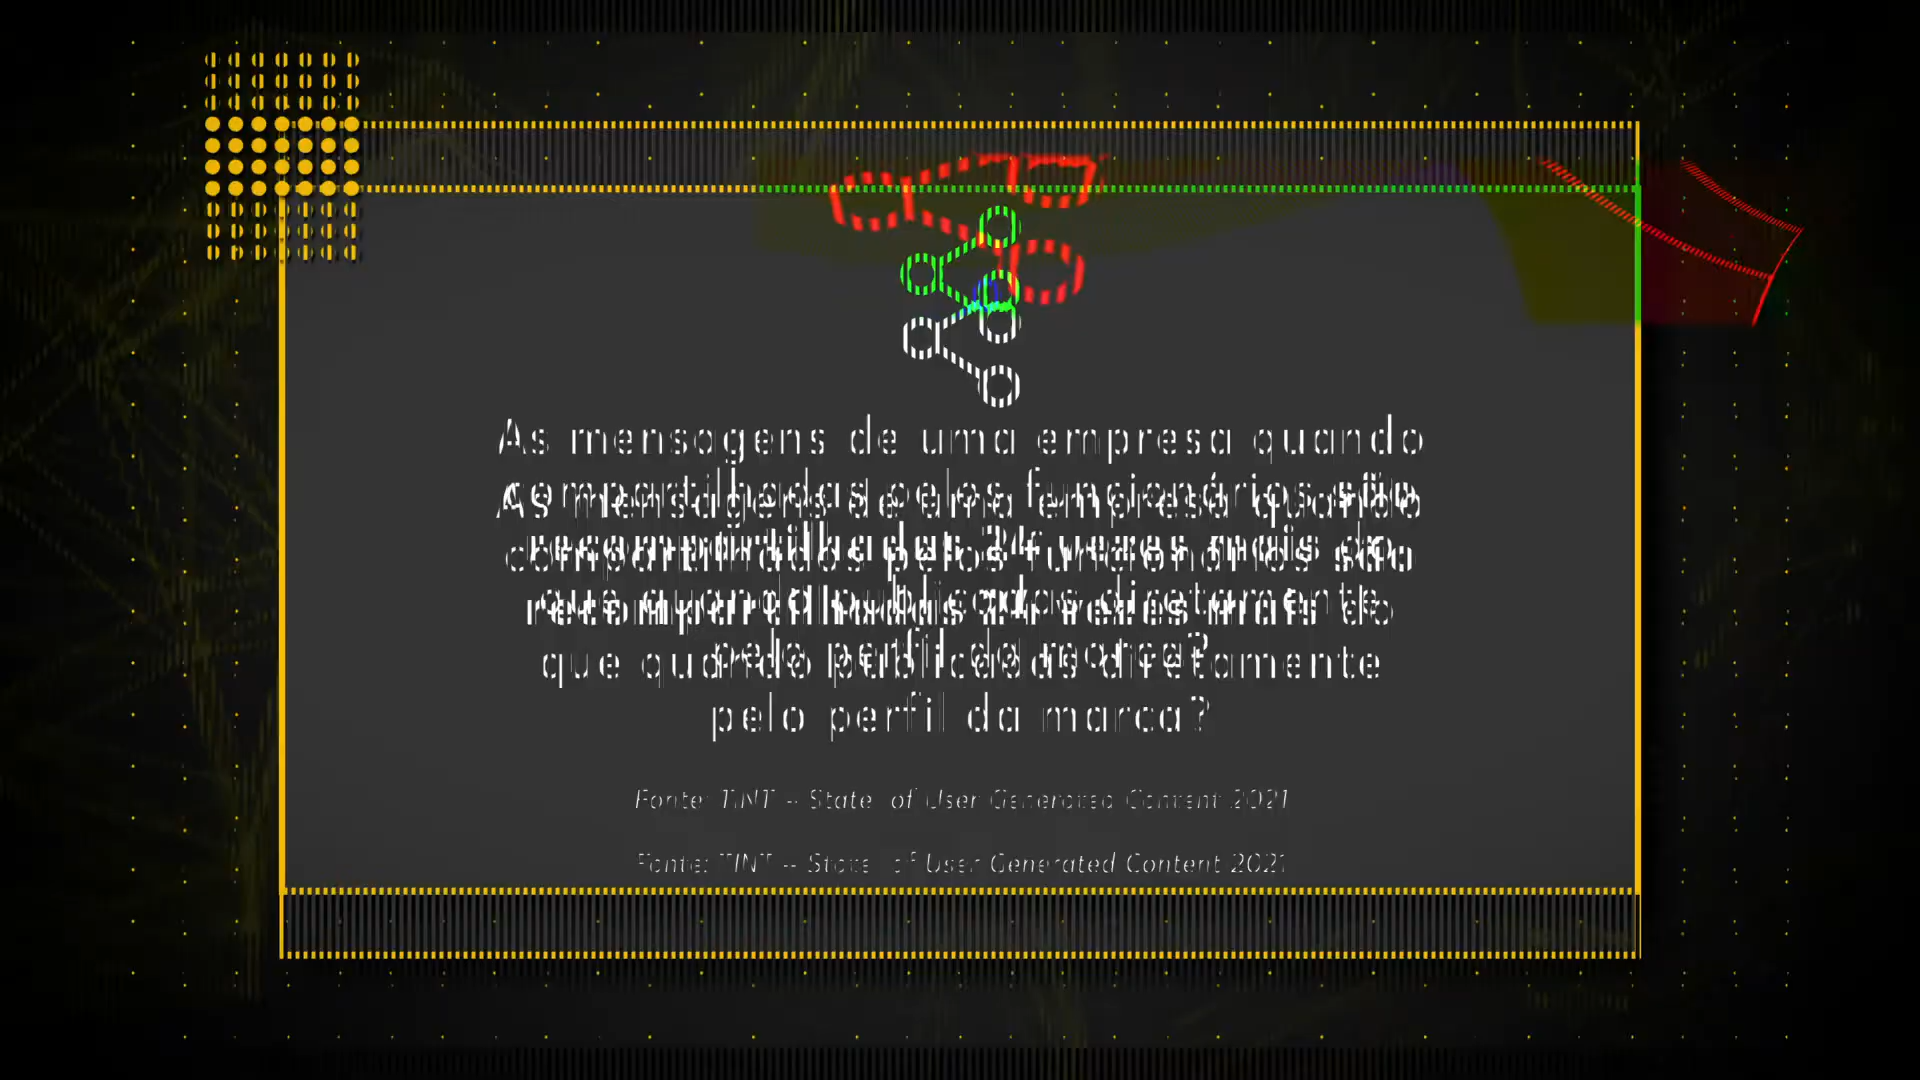 As mensagens de uma empresa quando
compartilhadas pelos funcionários são
recompartilhadas 24 vezes mais do
que quando publicadas diretamente
pelo perfil da marca?
Fonte: TINT – State of User Generated Content 2021